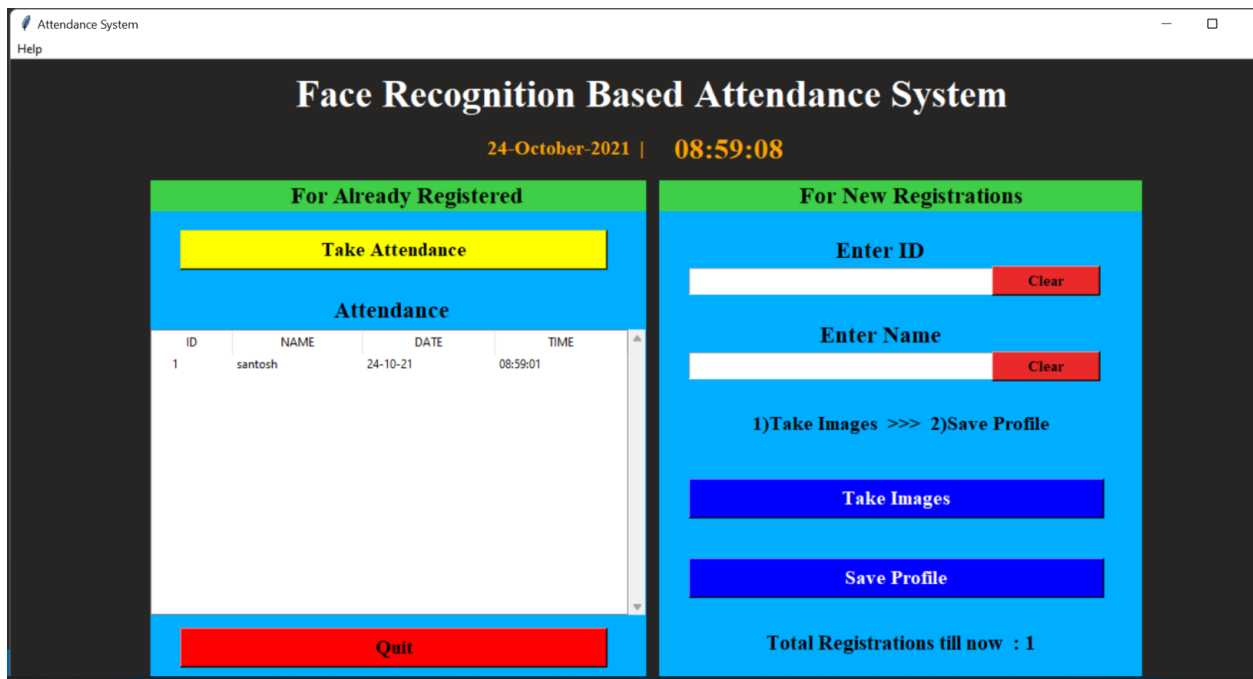 Attendance System
Help
Face Recognition Based Attendance System
24-October-2021 | 08:59:08
For Already Registered
Take Attendance
Attendance
ID NAME DATE TIME
1 santosh 24-10-21 08:59:01
Quit
For New Registrations
Enter ID
Clear
Enter Name
Clear
1)Take Images >>> 2)Save Profile
Take Images
Save Profile
Total Registrations till now : 1